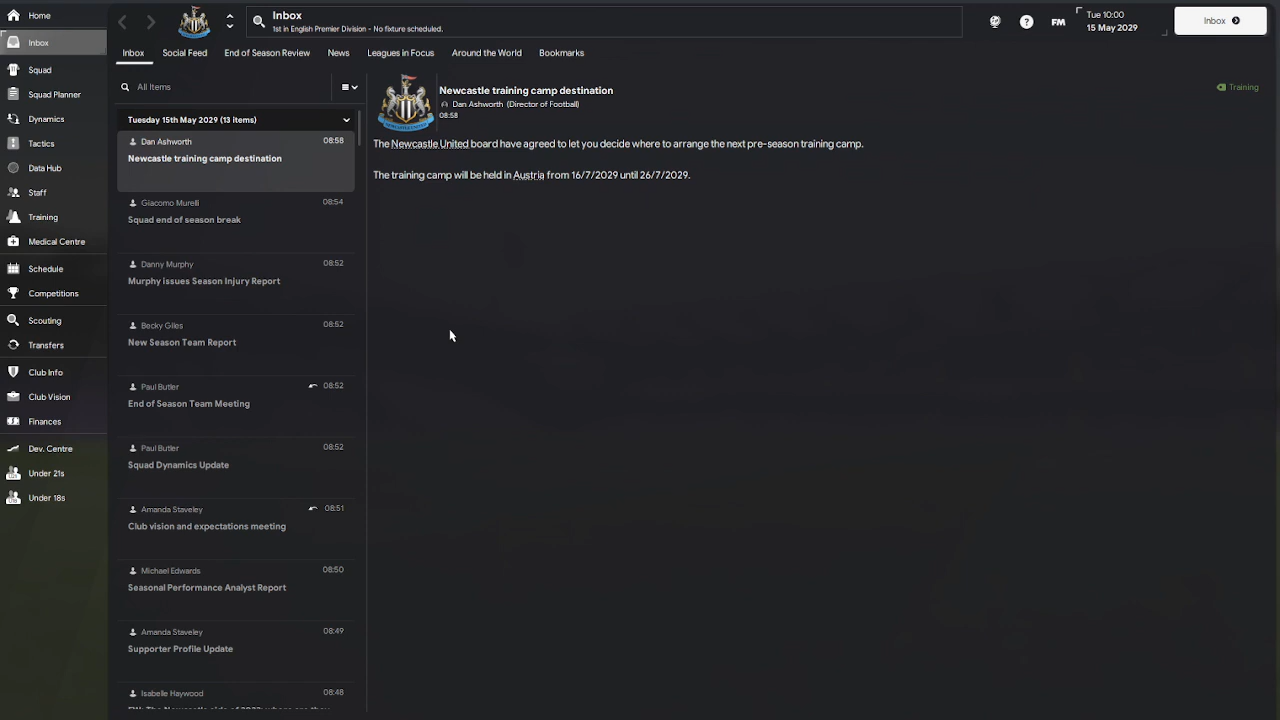 Home
Inbox
Squad
Squad Planner
Dynamics
Tactics
Data Hub
Staff
Training
Medical Centre
Schedule
Competitions
Scouting
Transfers
Club Info
Club Vision
Finances
Dev. Centre
Under 21s
Under 18s
Inbox
1st in English Premier Division - No fixture scheduled.
?
FM
Tue 10:00
15 May 2029
Inbox
Inbox Social Feed End of Season Review News Leagues in Focus Around the World Bookmarks
All Items
Tuesday 15th May 2029 (13 items)
Dan Ashworth 08:58
Newcastle training camp destination
Giacomo Murelli 08:54
Squad end of season break
Danny Murphy 08:52
Murphy issues Season Injury Report
Becky Giles 08:52
New Season Team Report
Paul Butler 08:52
End of Season Team Meeting
Paul Butler 08:52
Squad Dynamics Update
Amanda Staveley 08:51
Club vision and expectations meeting
Michael Edwards 08:50
Seasonal Performance Analyst Report
Amanda Staveley 08:49
Supporter Profile Update
Isabelle Haywood 08:48
Newcastle training camp destination
Dan Ashworth (Director of Football)
08:58
Training
The Newcastle United board have agreed to let you decide where to arrange the next pre-season training camp.
The training camp will be held in Austria from 16/7/2029 until 26/7/2029.